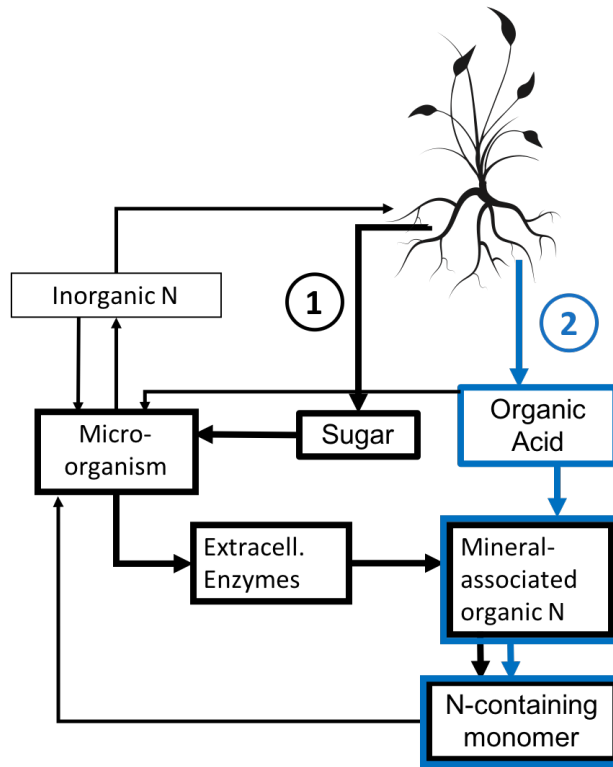 Inorganic N
1
2
Micro-
organism
Sugar
Organic
Acid
Extracell.
Enzymes
Mineral-
associated
organic N
N-containing
monomer